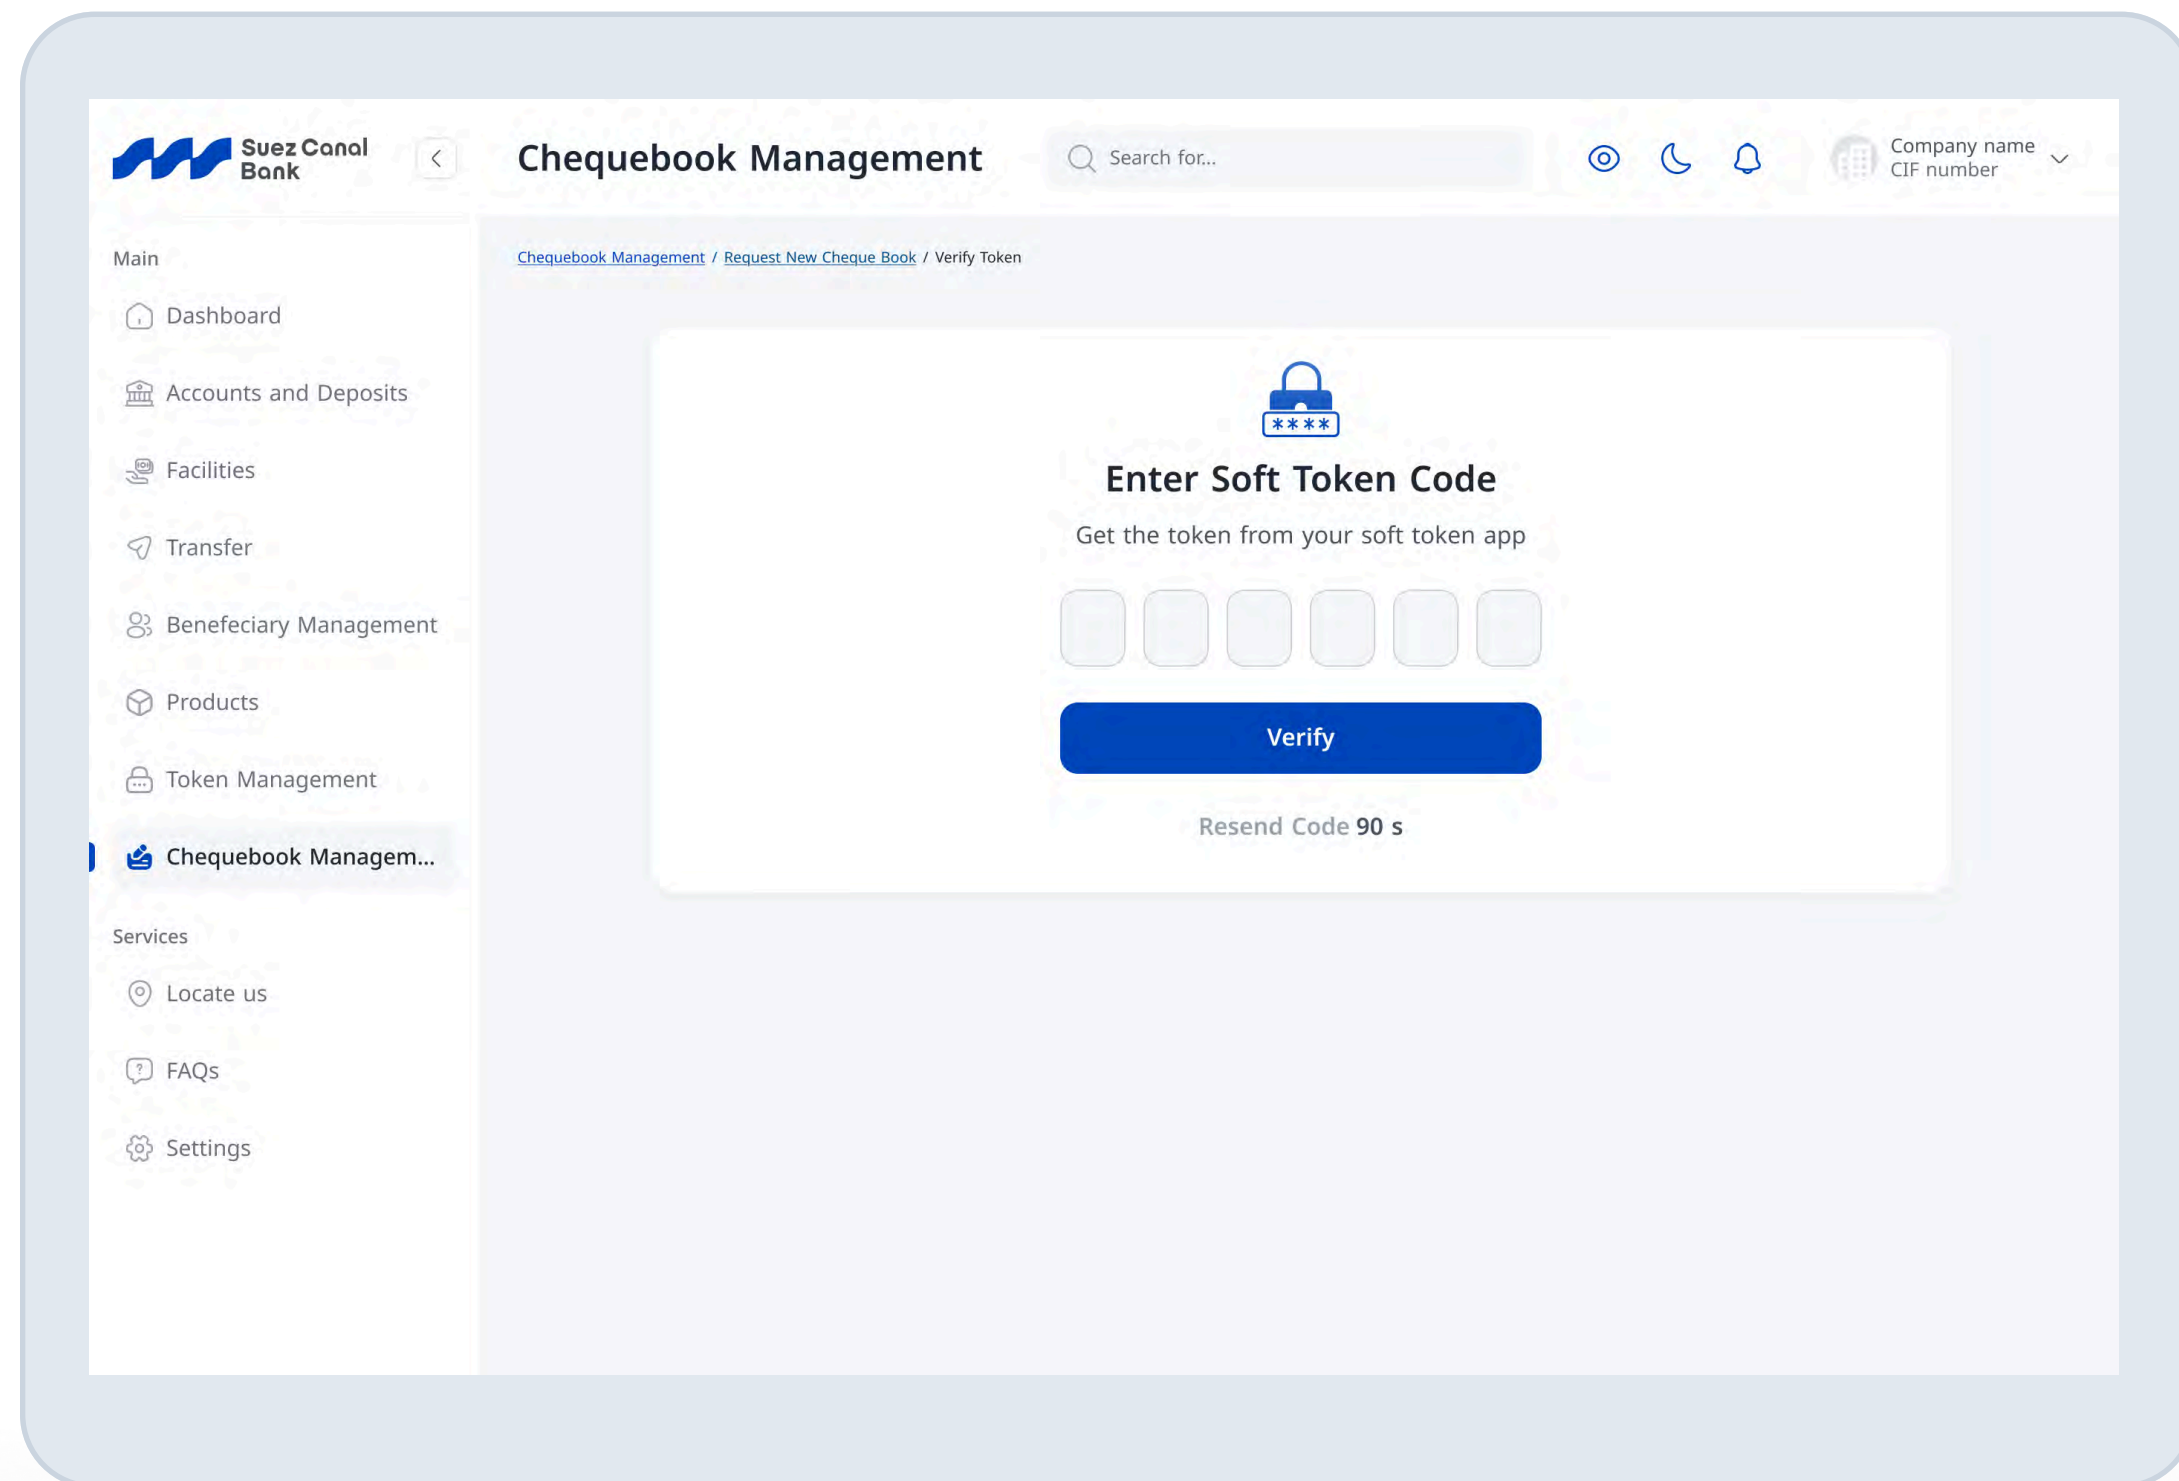 Suez Canal
Bank
Chequebook Management
Search for...
Company name
CIF number
Main
Dashboard
Accounts and Deposits
Facilities
Transfer
Benefeciary Management
Products
Token Management
Chequebook Managem...
Services
Locate us
FAQs
Settings
Chequebook Management / Request New Cheque Book / Verify Token
****
Enter Soft Token Code
Get the token from your soft token app
Verify
Resend Code 90 s